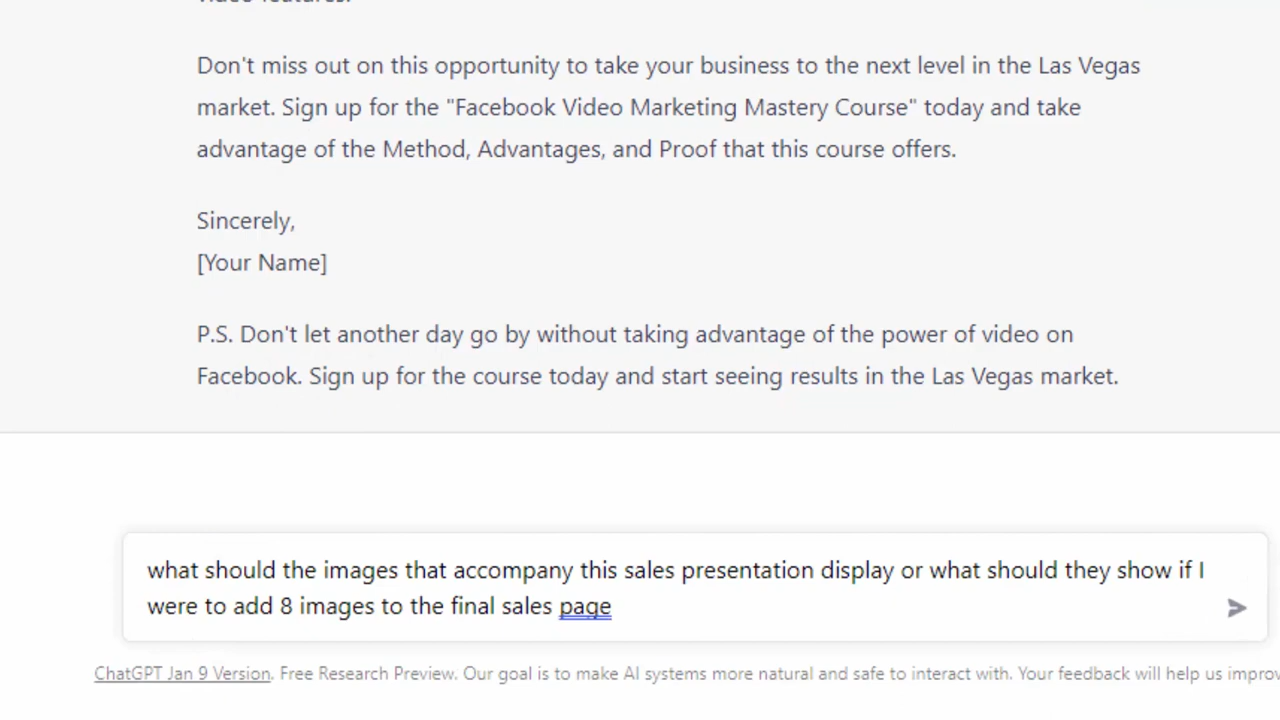 video features.
Don't miss out on this opportunity to take your business to the next level in the Las Vegas
market. Sign up for the "Facebook Video Marketing Mastery Course" today and take
advantage of the Method, Advantages, and Proof that this course offers.
Sincerely,
[Your Name]
P.S. Don't let another day go by without taking advantage of the power of video on
Facebook. Sign up for the course today and start seeing results in the Las Vegas market.
what should the images that accompany this sales presentation display or what should they show if I
were to add 8 images to the final sales page
ChatGPT Jan 9 Version. Free Research Preview. Our goal is to make AI systems more natural and safe to interact with. Your feedback will help us improv